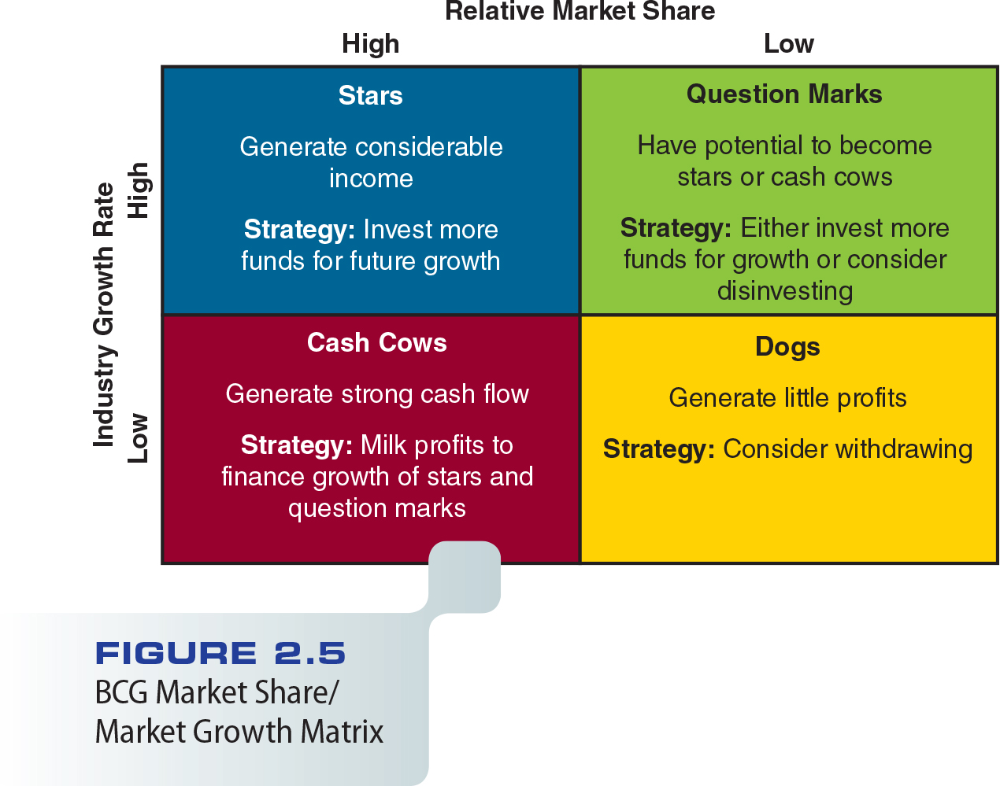 Relative Market Share
High
Low
Industry Growth Rate
High
Low
Stars
Generate considerable
income
Strategy: Invest more
funds for future growth
Question Marks
Have potential to become
stars or cash cows
Strategy: Either invest more
funds for growth or consider
disinvesting
Cash Cows
Generate strong cash flow
Strategy: Milk profits to
finance growth of stars and
question marks
Dogs
Generate little profits
Strategy: Consider withdrawing
FIGURE 2.5
BCG Market Share/
Market Growth Matrix